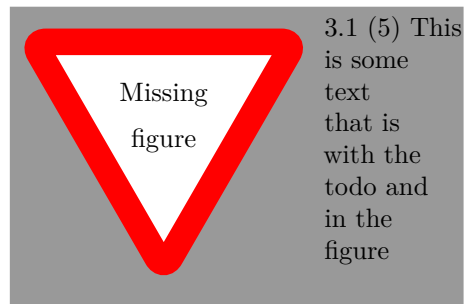 Missing
figure
3.1 (5) This
is some
text
that is
with the
todo and
in the
figure